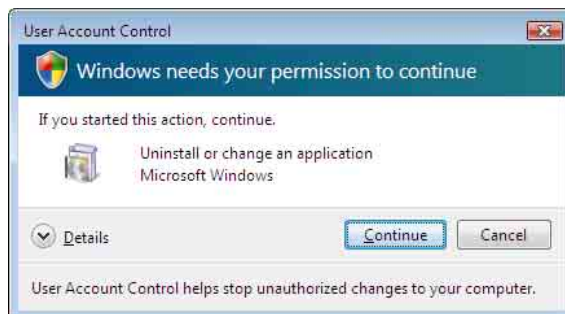 User Account Control
Windows needs your permission to continue
If you started this action, continue.
Uninstall or change an application
Microsoft Windows
Details
Continue
Cancel
User Account Control helps stop unauthorized changes to your computer.